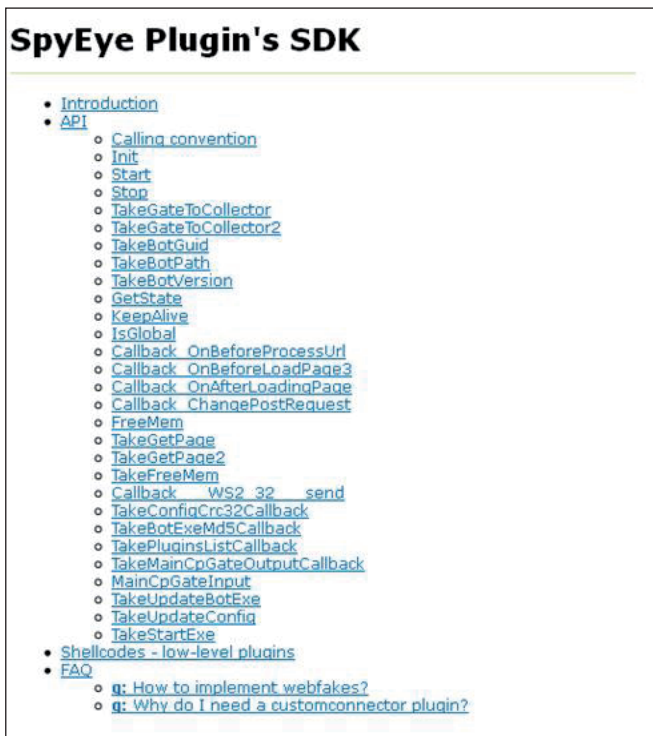 SpyEye Plugin's SDK
Introduction
API
Calling convention
Init
Start
Stop
TakeGateToCollector
TakeGateToCollector2
TakeBotGuid
TakeBotPath
TakeBotVersion
GetState
KeepAlive
IsGlobal
Callback_OnBeforeProcessUrl
Callback_OnBeforeLoadPage3
Callback_OnAfterLoadingPage
Callback_ChangePostRequest
FreeMem
TakeGetPage
TakeGetPage2
TakeFreeMem
Callback___WS2_32___send
TakeConfigCrc32Callback
TakeBotExeMd5Callback
TakePluginsListCallback
TakeMainCpGateOutputCallback
MainCpGateInput
TakeUpdateBotExe
TakeUpdateConfig
TakeStartExe
Shellcodes - low-level plugins
FAQ
q: How to implement webfakes?
q: Why do I need a customconnector plugin?